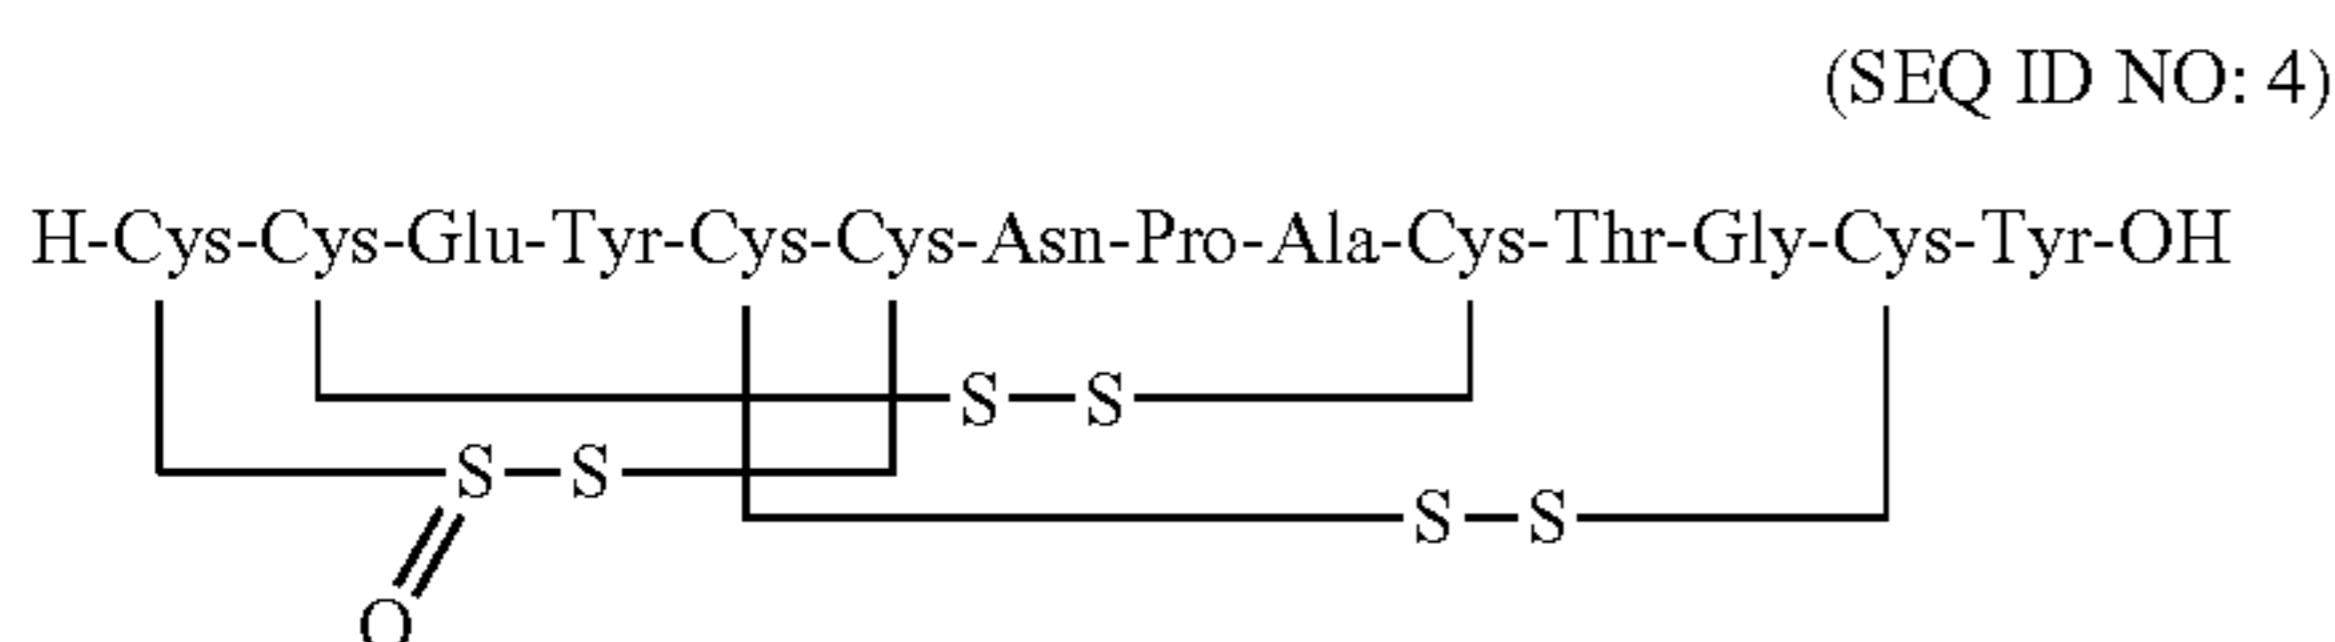 (SEQ ID NO: 4)
H-Cys-Cys-Glu-Tyr-Cys-Cys-Asn-Pro-Ala-Cys-Thr-Gly-Cys-Tyr-OH
S—S
S—S
S—S
O